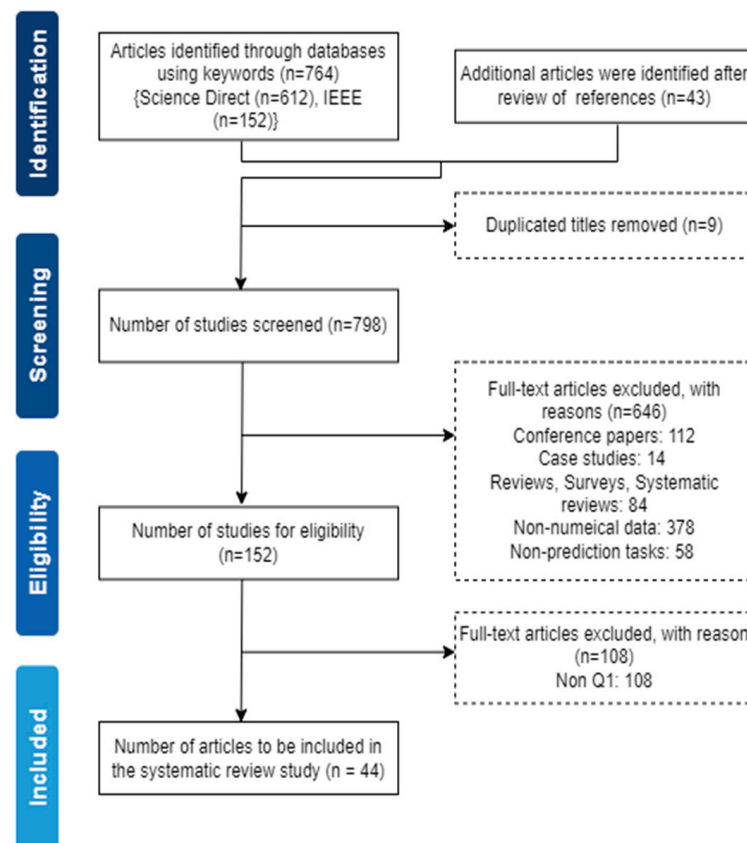 Identification
Articles identified through databases
using keywords (n=764)
{Science Direct (n=612), IEEE
(n=152)}
Additional articles were identified after
review of references (n=43)
Duplicated titles removed (n=9)
Screening
Number of studies screened (n=798)
Full-text articles excluded, with
reasons (n=646)
Conference papers: 112
Case studies: 14
Reviews, Surveys, Systematic
reviews: 84
Non-numeical data: 378
Non-prediction tasks: 58
Eligibility
Number of studies for eligibility
(n=152)
Full-text articles excluded, with reason
(n=108)
Non Q1: 108
Included
Number of articles to be included in
the systematic review study (n = 44)